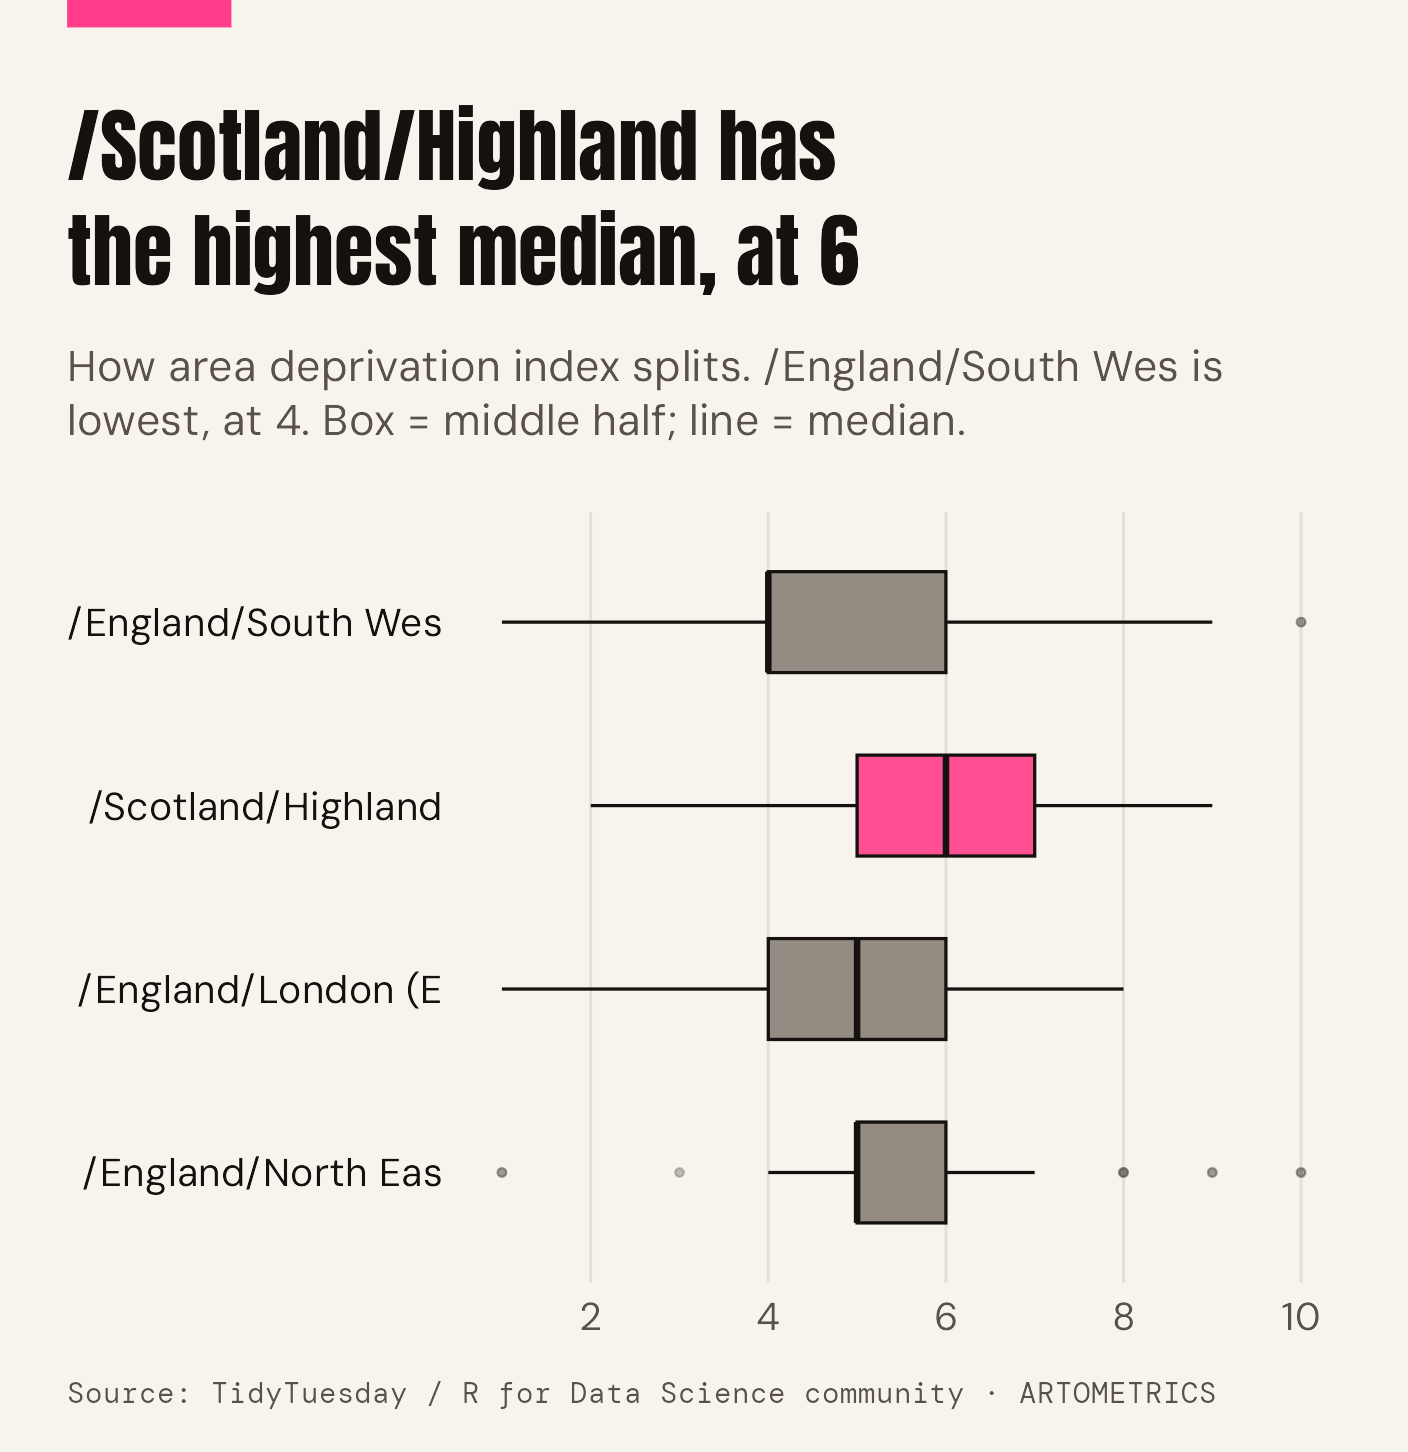 /Scotland/Highland has
the highest median, at 6
How area deprivation index splits. /England/South Wes is
lowest, at 4. Box = middle half; line = median.
/England/South Wes
/Scotland/Highland
/England/London (E
/England/North Eas
2 4 6 8 10
Source: TidyTuesday / R for Data Science community · ARTOMETRICS